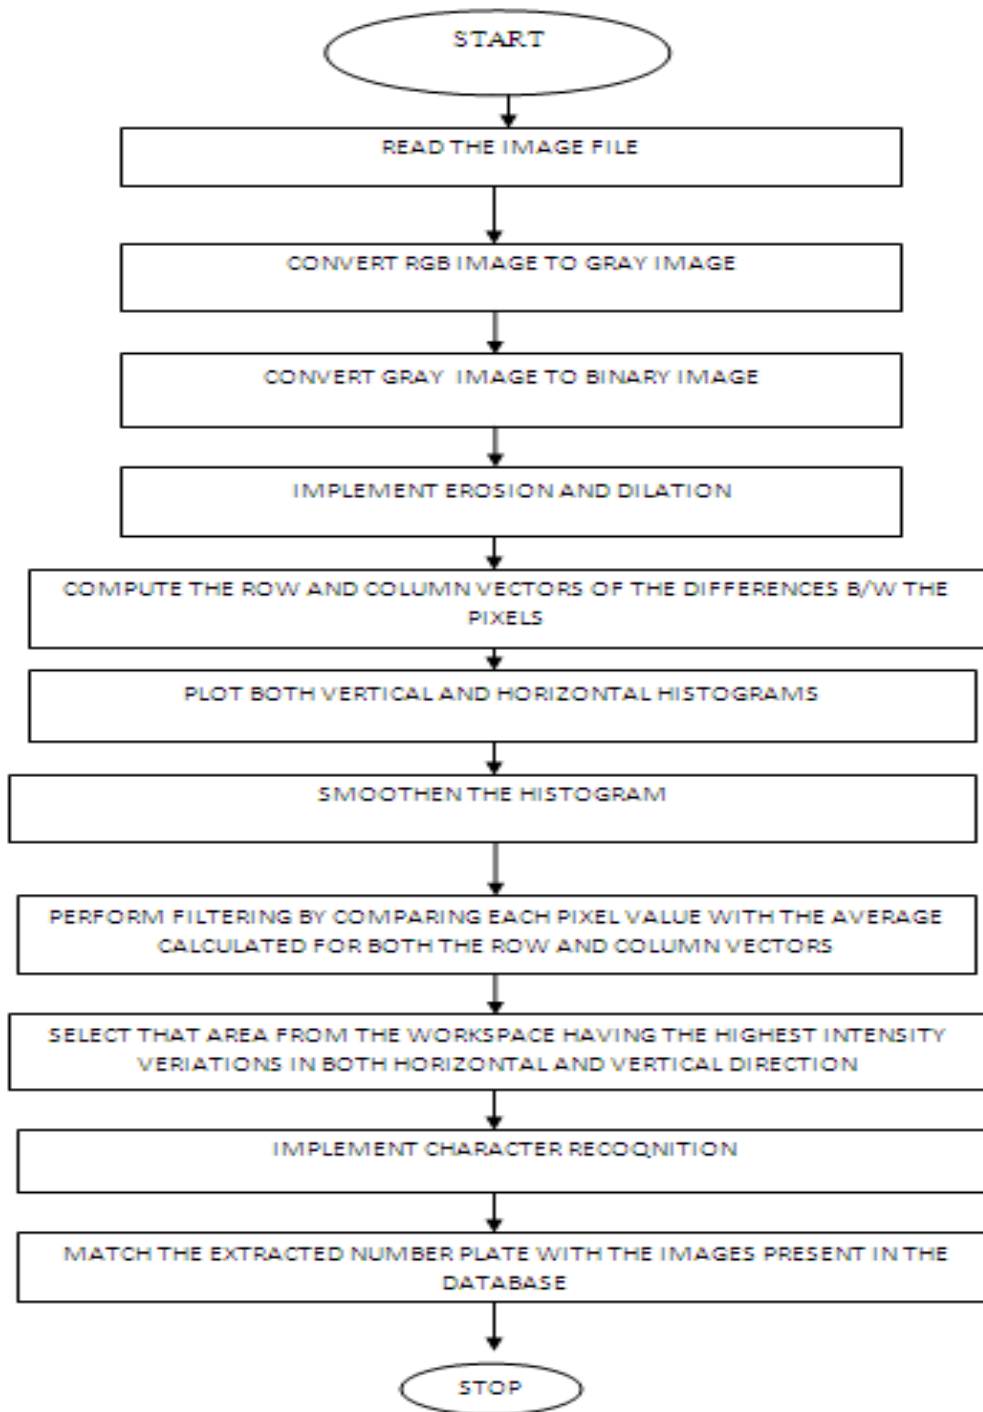 START
READ THE IMAGE FILE
CONVERT RGB IMAGE TO GRAY IMAGE
CONVERT GRAY IMAGE TO BINARY IMAGE
IMPLEMENT EROSION AND DILATION
COMPUTE THE ROW AND COLUMN VECTORS OF THE DIFFERENCES B/W THE
PIXELS
PLOT BOTH VERTICAL AND HORIZONTAL HISTOGRAMS
SMOOTHEN THE HISTOGRAM
PERFORM FILTERING BY COMPARING EACH PIXEL VALUE WITH THE AVERAGE
CALCULATED FOR BOTH THE ROW AND COLUMN VECTORS
SELECT THAT AREA FROM THE WORKSPACE HAVING THE HIGHEST INTENSITY
VERIATIONS IN BOTH HORIZONTAL AND VERTICAL DIRECTION
IMPLEMENT CHARACTER RECOQNITION
MATCH THE EXTRACTED NUMBER PLATE WITH THE IMAGES PRESENT IN THE
DATABASE
STOP